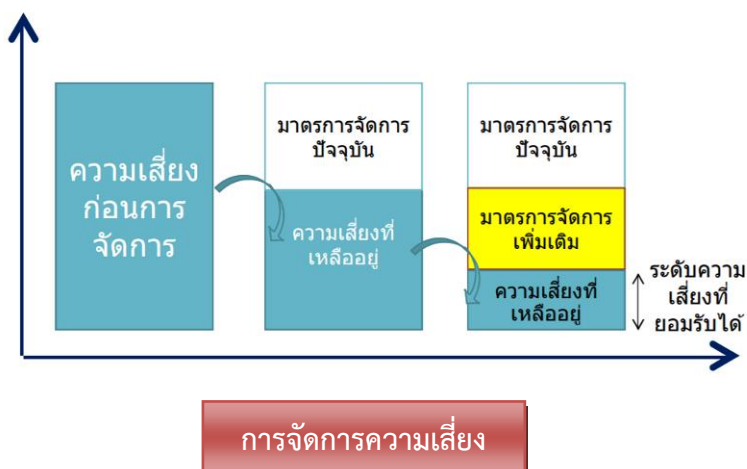 ความเสี่ยง
ก่อนการ
จัดการ
มาตรการจัดการ
ปัจจุบัน
ความเสี่ยงที่
เหลืออยู่
มาตรการจัดการ
ปัจจุบัน
มาตรการจัดการ
เพิ่มเดิม
ความเสี่ยงที่
เหลืออยู่
ระดับความ
เสี่ยงที่
ยอมรับได้
การจัดการความเสี่ยง